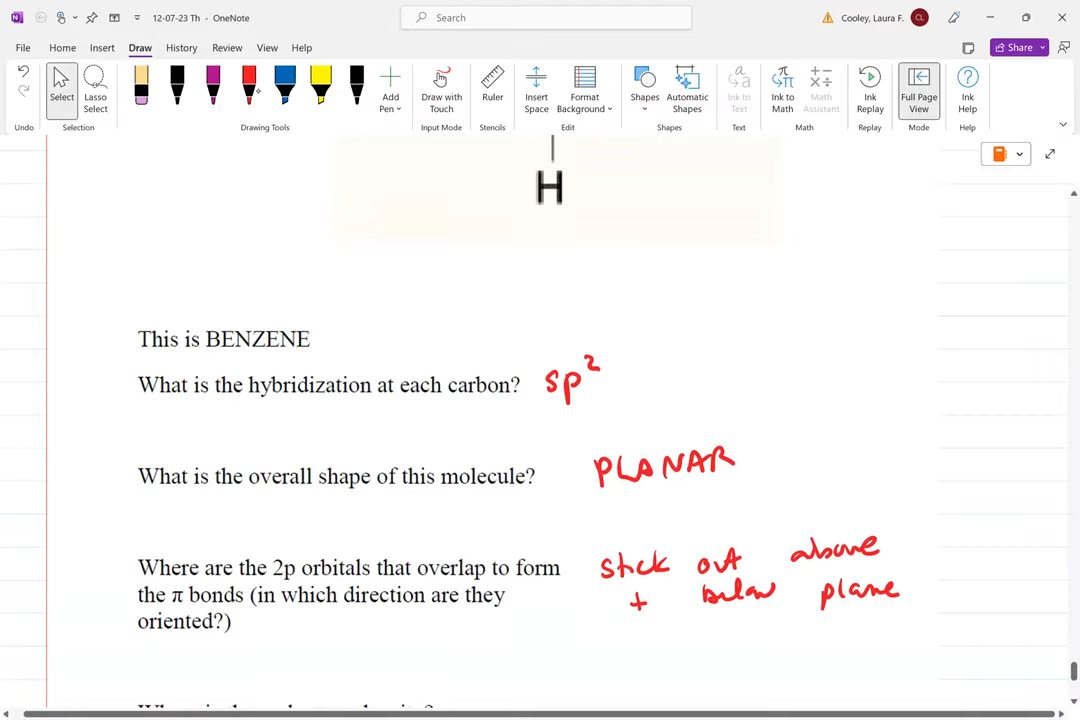 12-07-23 Th - OneNote
Search
Cooley, Laura F.
CL
File Home Insert Draw History Review View Help
Share
Select
Lasso Select
Add Pen
Draw with Touch
Ruler
Insert Space
Format Background
Shapes
Automatic Shapes
Ink to Text
Ink to Math
Math Assistant
Ink Replay
Full Page View
Ink Help
Undo Selection Drawing Tools Input Mode Stencils Edit Shapes Text Math Replay Mode Help
H
This is BENZENE
What is the hybridization at each carbon? sp²
What is the overall shape of this molecule? PLANAR
Where are the 2p orbitals that overlap to form stick out above
the π bonds (in which direction are they + below plane
oriented?)